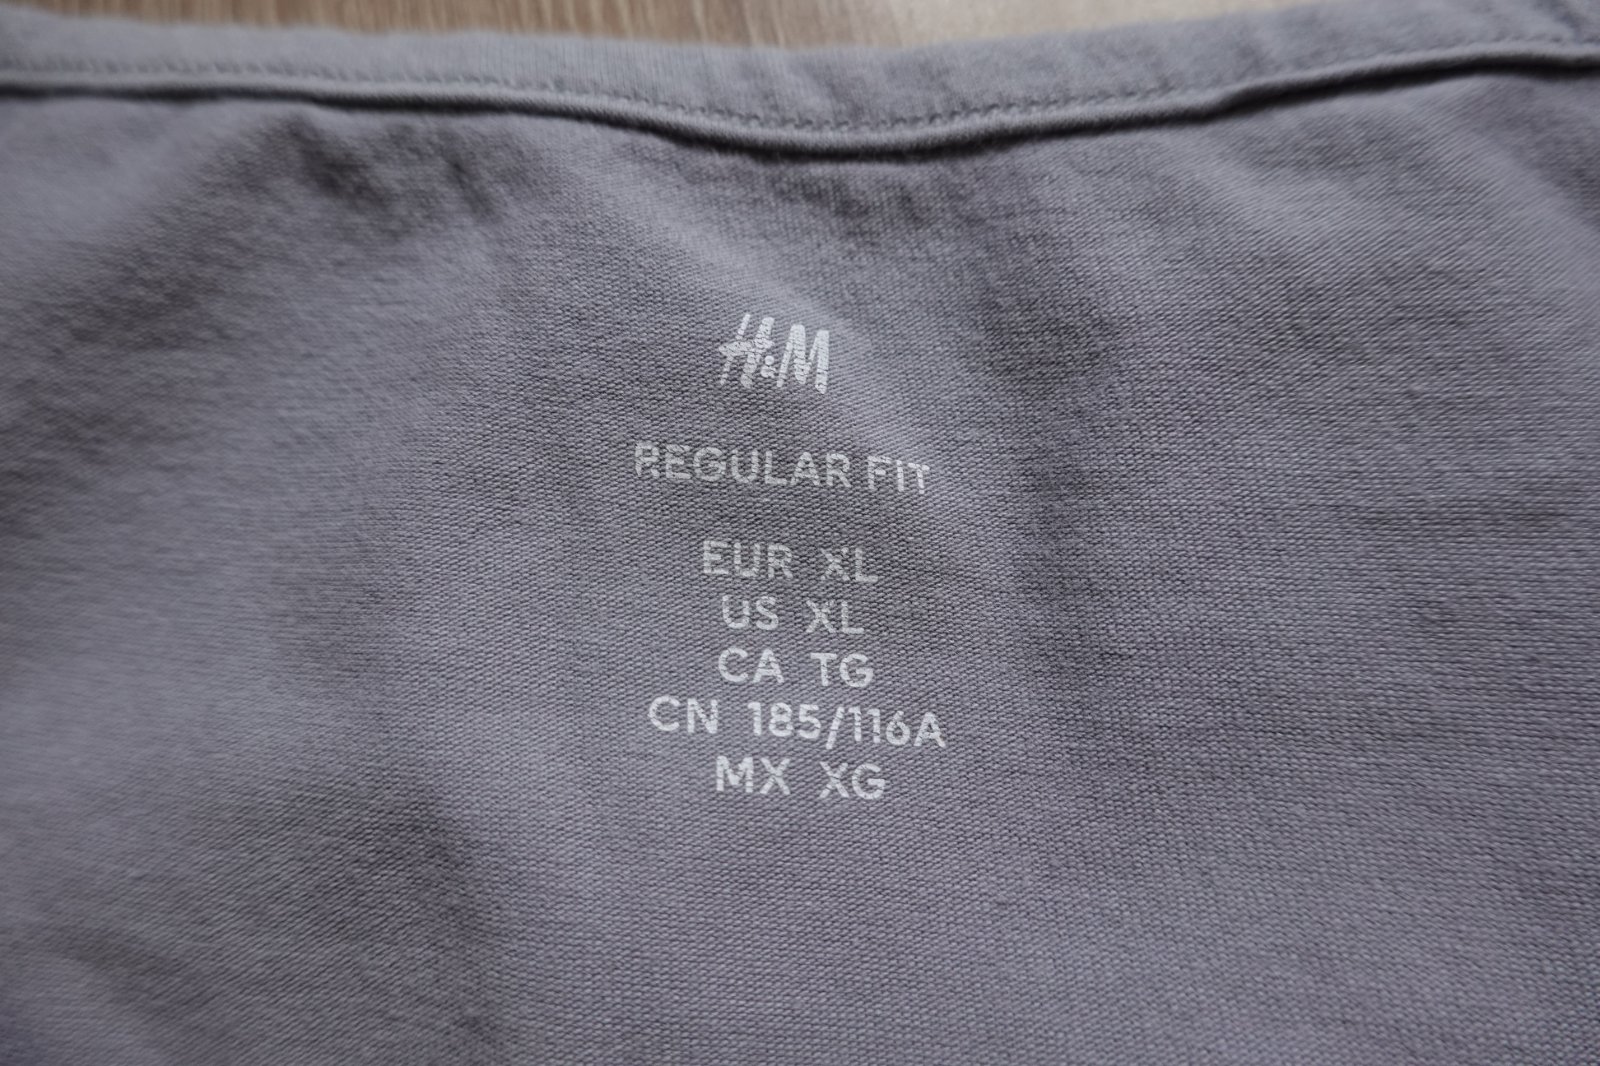 H&M
REGULAR FIT
EUR XL
US XL
CA TG
CN 185/116A
MX XG